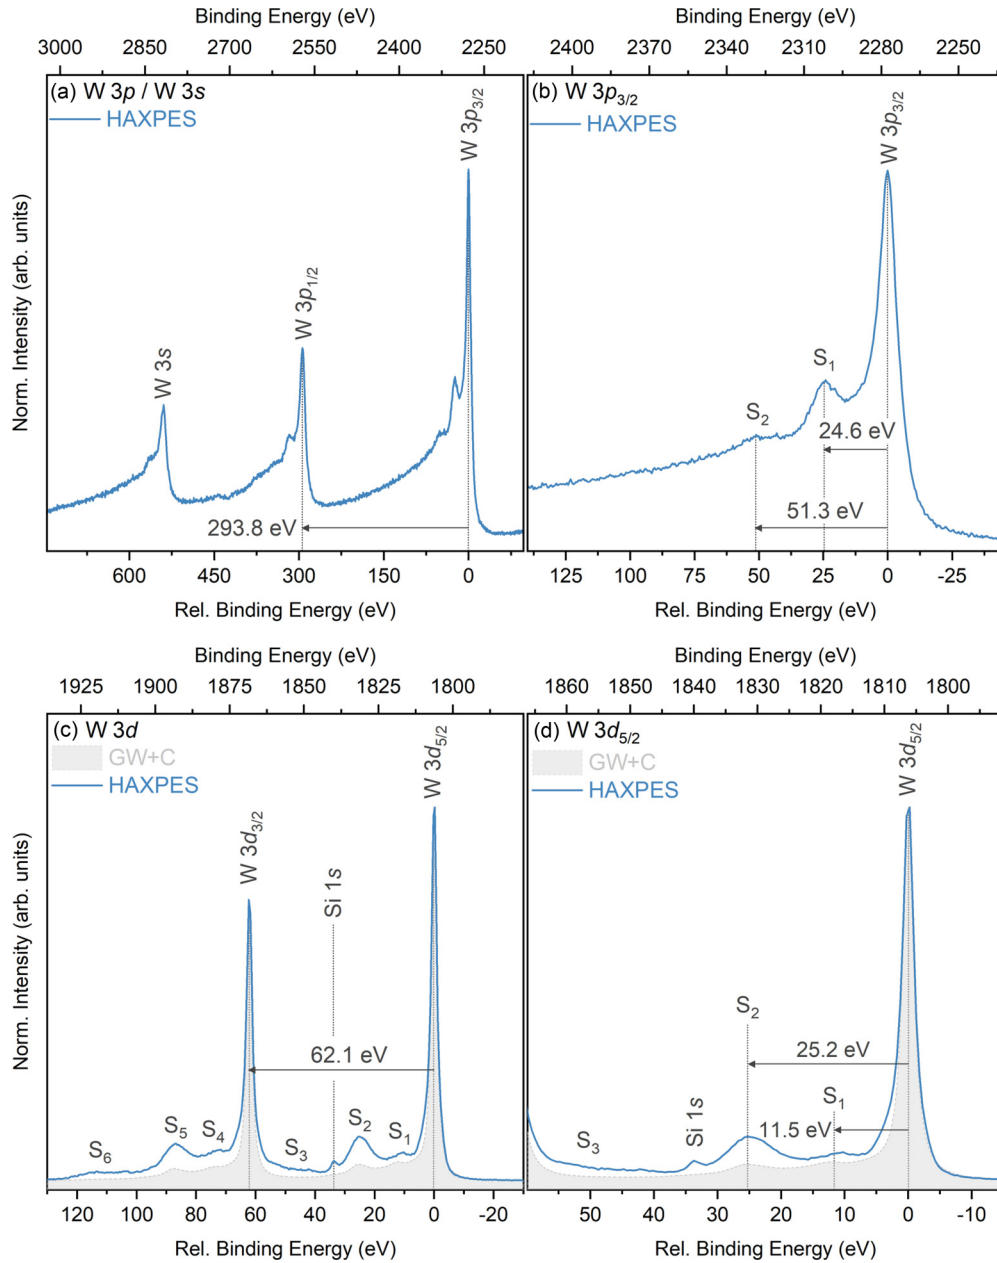 Binding Energy (eV)
3000 2850 2700 2550 2400 2250
(a) W 3p / W 3s
HAXPES
W 3p3/2
W 3p1/2
W 3s
293.8 eV
600 450 300 150 0
Rel. Binding Energy (eV)
Norm. Intensity (arb. units)
Binding Energy (eV)
2400 2370 2340 2310 2280 2250
(b) W 3p3/2
HAXPES
W 3p3/2
S1
S2
24.6 eV
51.3 eV
125 100 75 50 25 0 -25
Rel. Binding Energy (eV)
Binding Energy (eV)
1925 1900 1875 1850 1825 1800
(c) W 3d
GW+C
HAXPES
W 3d5/2
W 3d3/2
Si 1s
62.1 eV
S6
S5
S4
S3
S2
S1
120 100 80 60 40 20 0 -20
Rel. Binding Energy (eV)
Norm. Intensity (arb. units)
Binding Energy (eV)
1860 1850 1840 1830 1820 1810 1800
(d) W 3d5/2
GW+C
HAXPES
W 3d5/2
S2
25.2 eV
S1
11.5 eV
Si 1s
S3
50 40 30 20 10 0 -10
Rel. Binding Energy (eV)